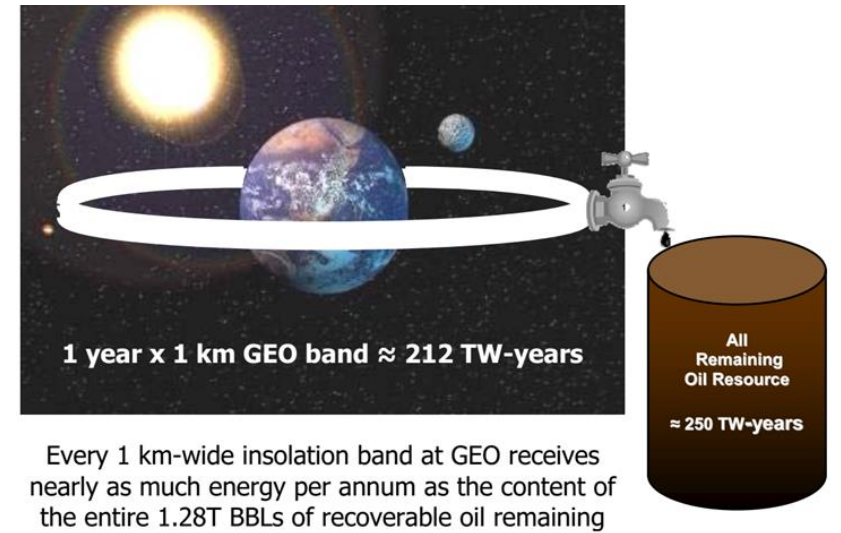 1 year x 1 km GEO band ≈ 212 TW-years
All
Remaining
Oil Resource
≈ 250 TW-years
Every 1 km-wide insolation band at GEO receives
nearly as much energy per annum as the content of
the entire 1.28T BBLs of recoverable oil remaining